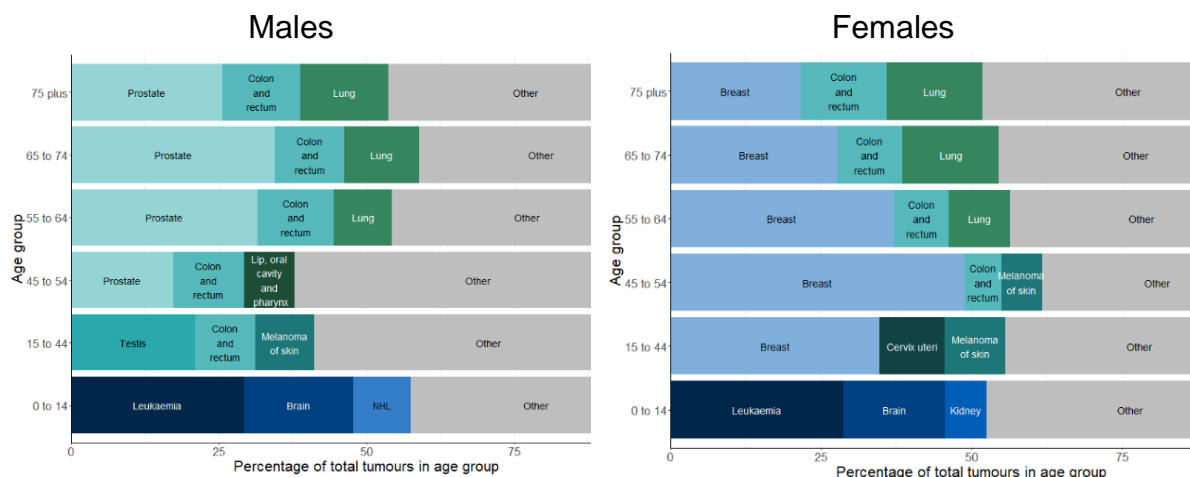 Males
Age group
75 plus
Prostate
Colon
and
rectum
Lung
Other
65 to 74
Prostate
Colon
and
rectum
Lung
Other
55 to 64
Prostate
Colon
and
rectum
Lung
Other
45 to 54
Prostate
Colon
and
rectum
Lip, oral
cavity
and
pharynx
Other
15 to 44
Testis
Colon
and
rectum
Melanoma
of skin
Other
0 to 14
Leukaemia
Brain
NHL
Other
0 25 50 75
Percentage of total tumours in age group
Females
Age group
75 plus
Breast
Colon
and
rectum
Lung
Other
65 to 74
Breast
Colon
and
rectum
Lung
Other
55 to 64
Breast
Colon
and
rectum
Lung
Other
45 to 54
Breast
Colon
and
rectum
Melanoma
of skin
Other
15 to 44
Breast
Cervix uteri
Melanoma
of skin
Other
0 to 14
Leukaemia
Brain
Kidney
Other
0 25 50 75
Percentage of total tumours in age group